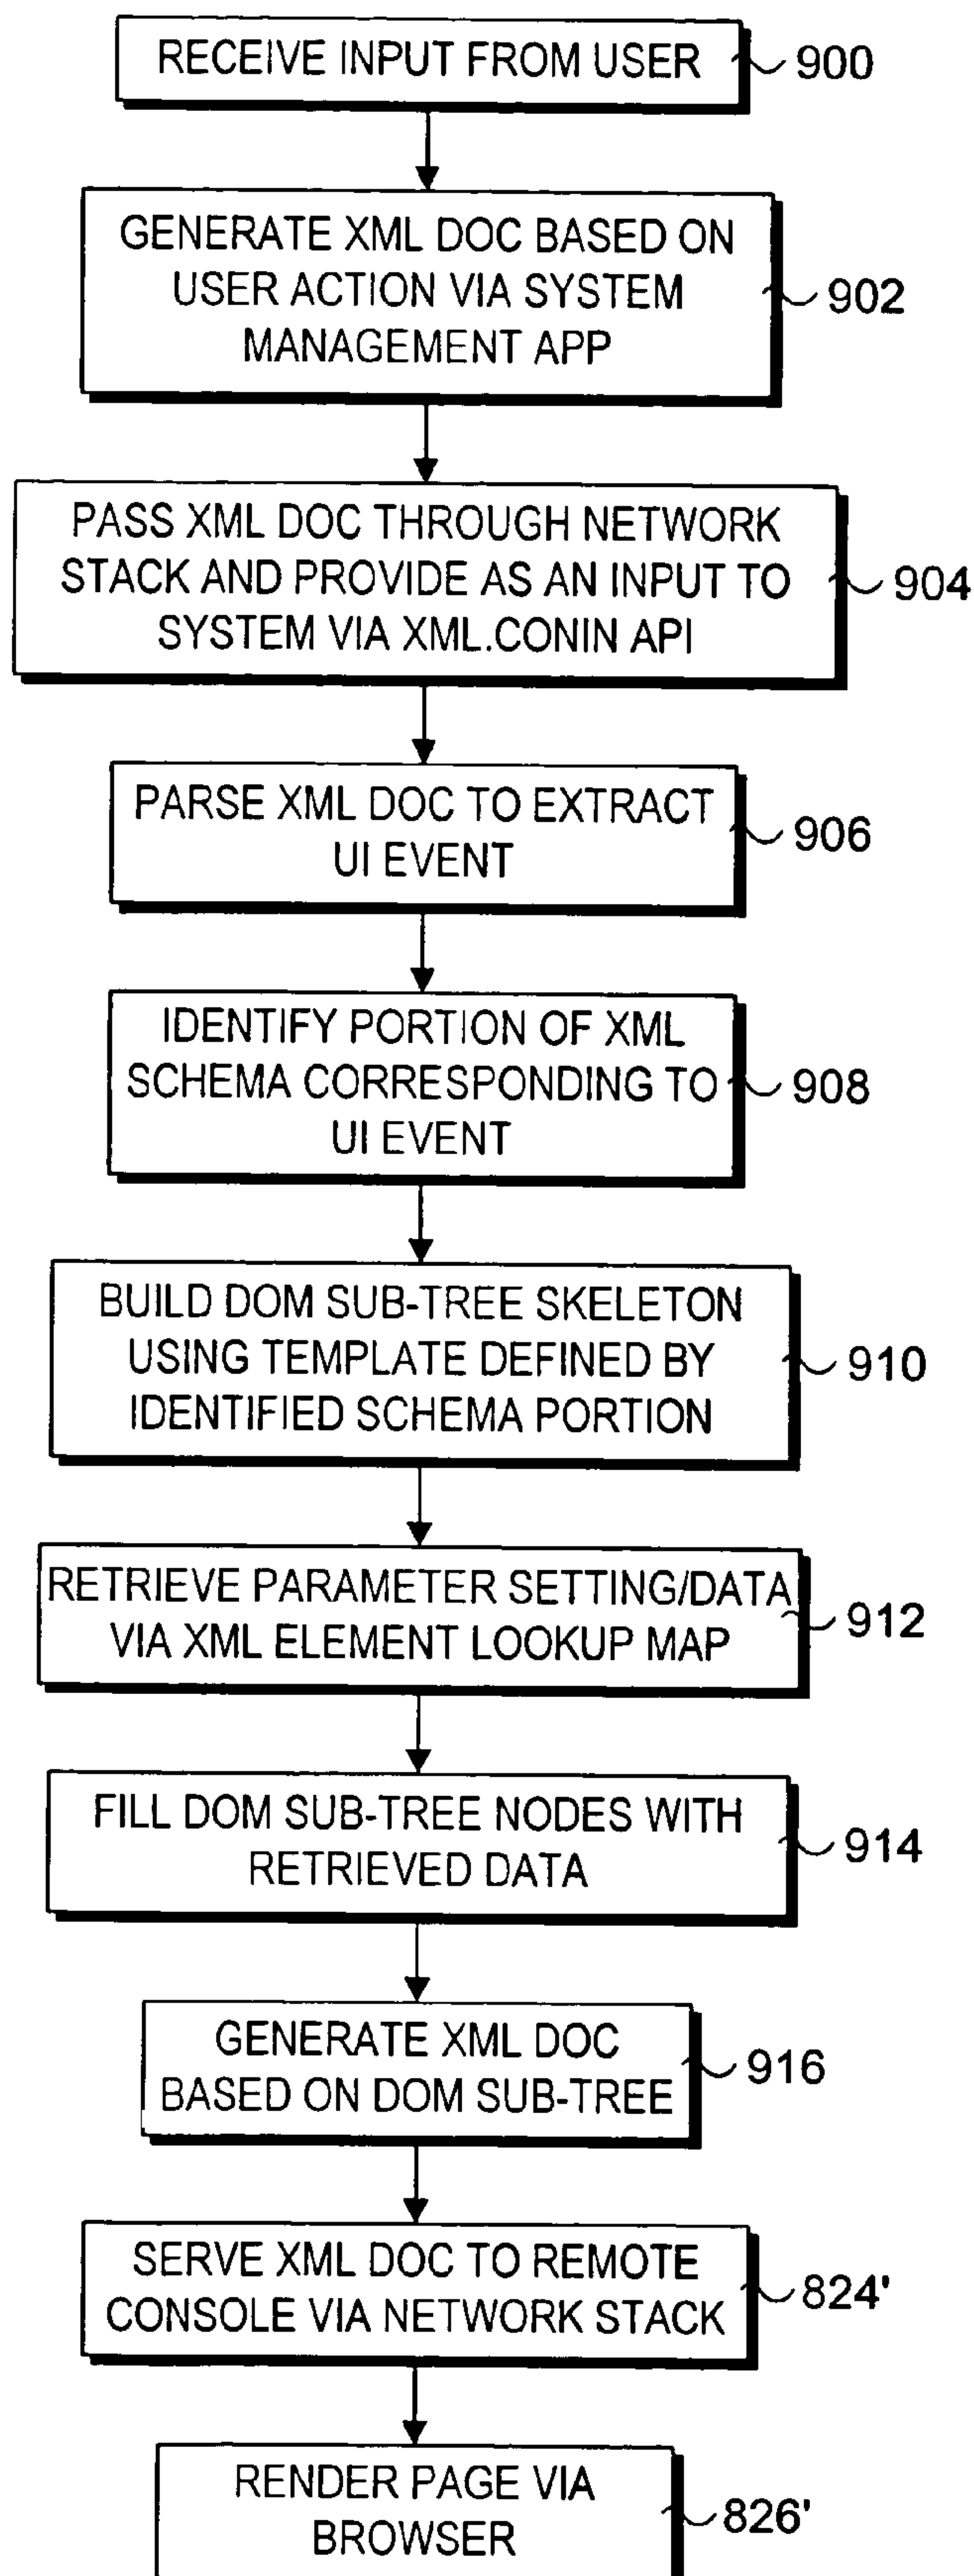 RECEIVE INPUT FROM USER
900
GENERATE XML DOC BASED ON
USER ACTION VIA SYSTEM
MANAGEMENT APP
902
PASS XML DOC THROUGH NETWORK
STACK AND PROVIDE AS AN INPUT TO
SYSTEM VIA XML.CONIN API
904
PARSE XML DOC TO EXTRACT
UI EVENT
906
IDENTIFY PORTION OF XML
SCHEMA CORRESPONDING TO
UI EVENT
908
BUILD DOM SUB-TREE SKELETON
USING TEMPLATE DEFINED BY
IDENTIFIED SCHEMA PORTION
910
RETRIEVE PARAMETER SETTING/DATA
VIA XML ELEMENT LOOKUP MAP
912
FILL DOM SUB-TREE NODES WITH
RETRIEVED DATA
914
GENERATE XML DOC
BASED ON DOM SUB-TREE
916
SERVE XML DOC TO REMOTE
CONSOLE VIA NETWORK STACK
824'
RENDER PAGE VIA
BROWSER
826'